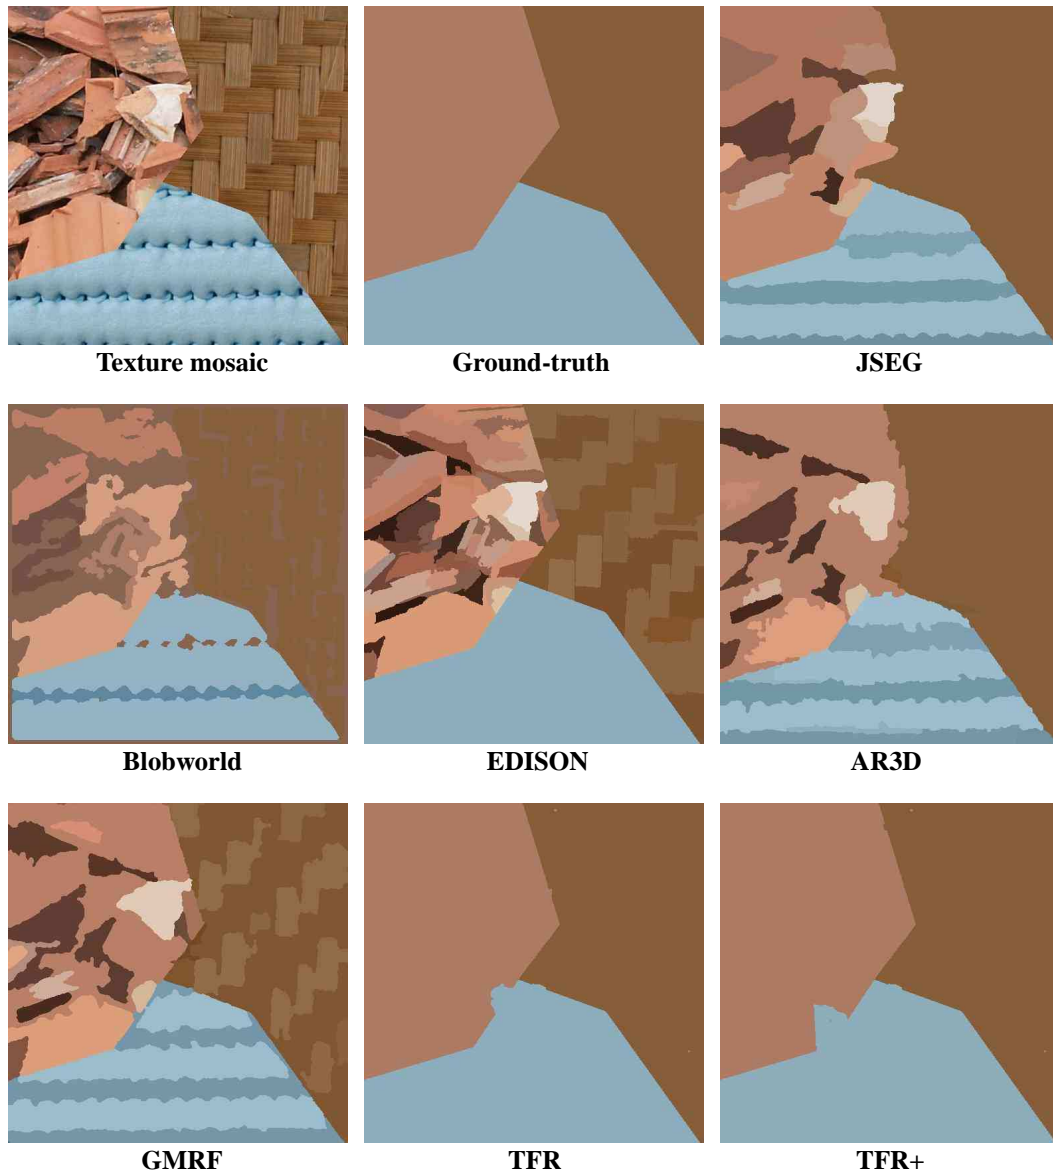 Texture mosaic
Ground-truth
JSEG
Blobworld
EDISON
AR3D
GMRF
TFR
TFR+